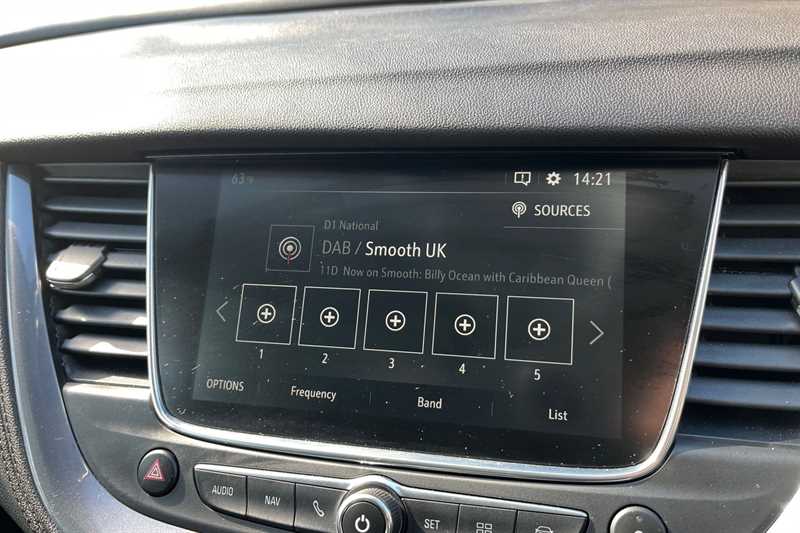 63°F 14:21
SOURCES
D1 National
DAB / Smooth UK
11D Now on Smooth: Billy Ocean with Caribbean Queen (
1 2 3 4 5
OPTIONS Frequency Band List
AUDIO NAV SET